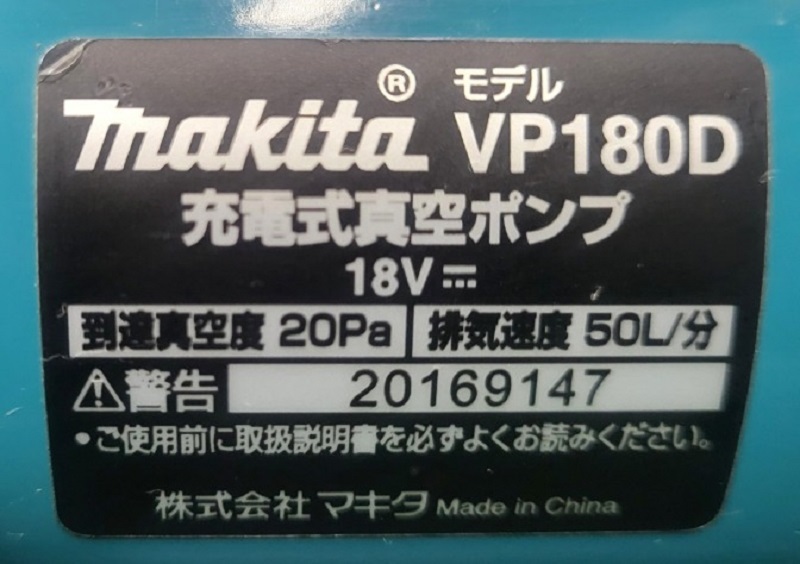 ® モデル
makita VP180D
充電式真空ポンプ
18V⎓
到達真空度 20Pa 排気速度 50L/分
⚠警告 20169147
•ご使用前に取扱説明書を必ずよくお読みください。
株式会社 マキタ Made in China